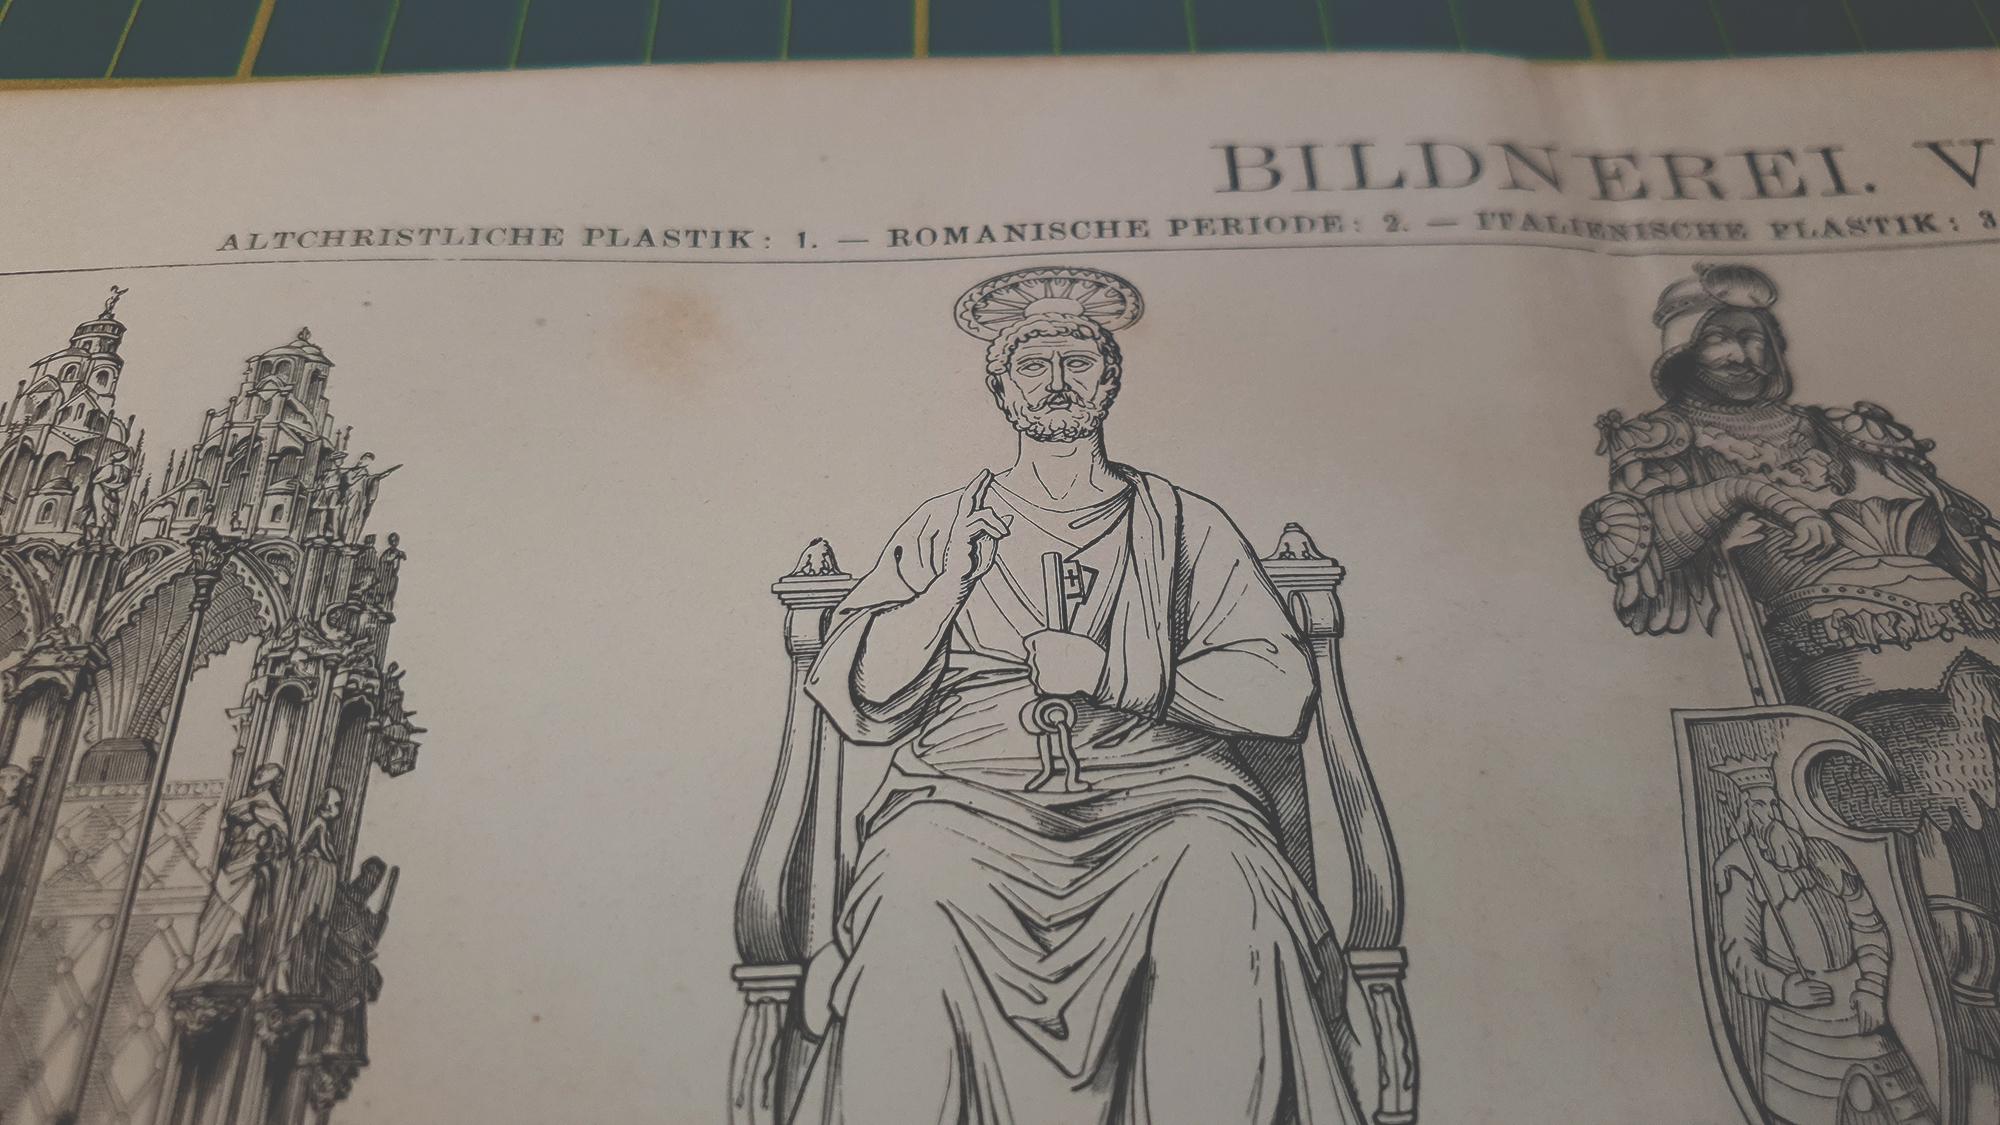 BILDNEREI. V
ALTCHRISTLICHE PLASTIK: 1. — ROMANISCHE PERIODE: 2. — ITALIENISCHE PLASTIK: 3